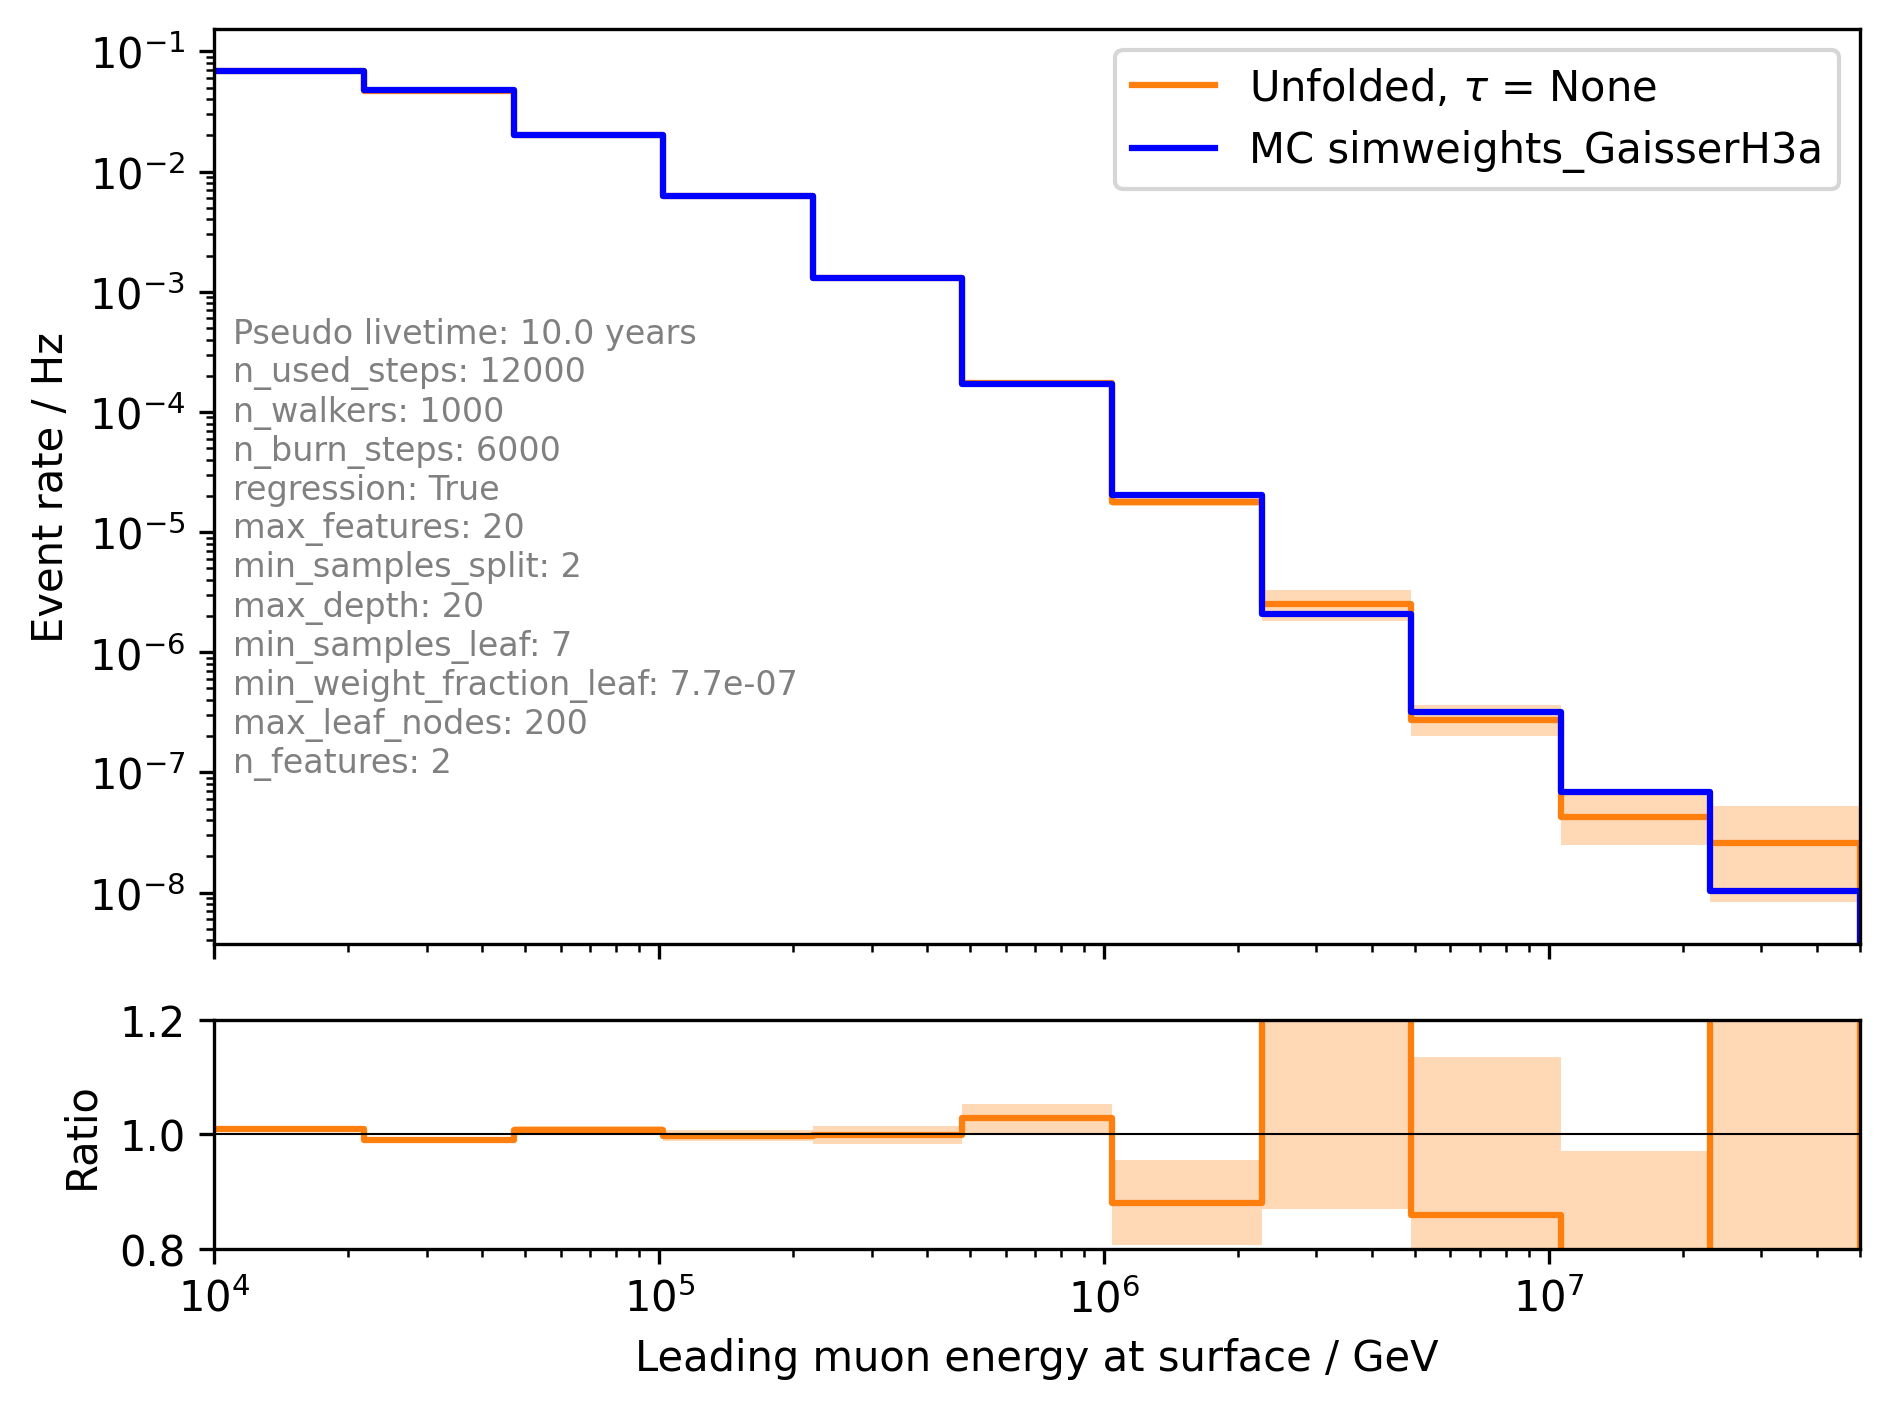 10⁻¹
10⁻²
10⁻³
10⁻⁴
10⁻⁵
10⁻⁶
10⁻⁷
10⁻⁸
Event rate / Hz
Unfolded, τ = None
MC simweights_GaisserH3a
Pseudo livetime: 10.0 years
n_used_steps: 12000
n_walkers: 1000
n_burn_steps: 6000
regression: True
max_features: 20
min_samples_split: 2
max_depth: 20
min_samples_leaf: 7
min_weight_fraction_leaf: 7.7e-07
max_leaf_nodes: 200
n_features: 2
1.2
1.0
0.8
Ratio
10⁴ 10⁵ 10⁶ 10⁷
Leading muon energy at surface / GeV